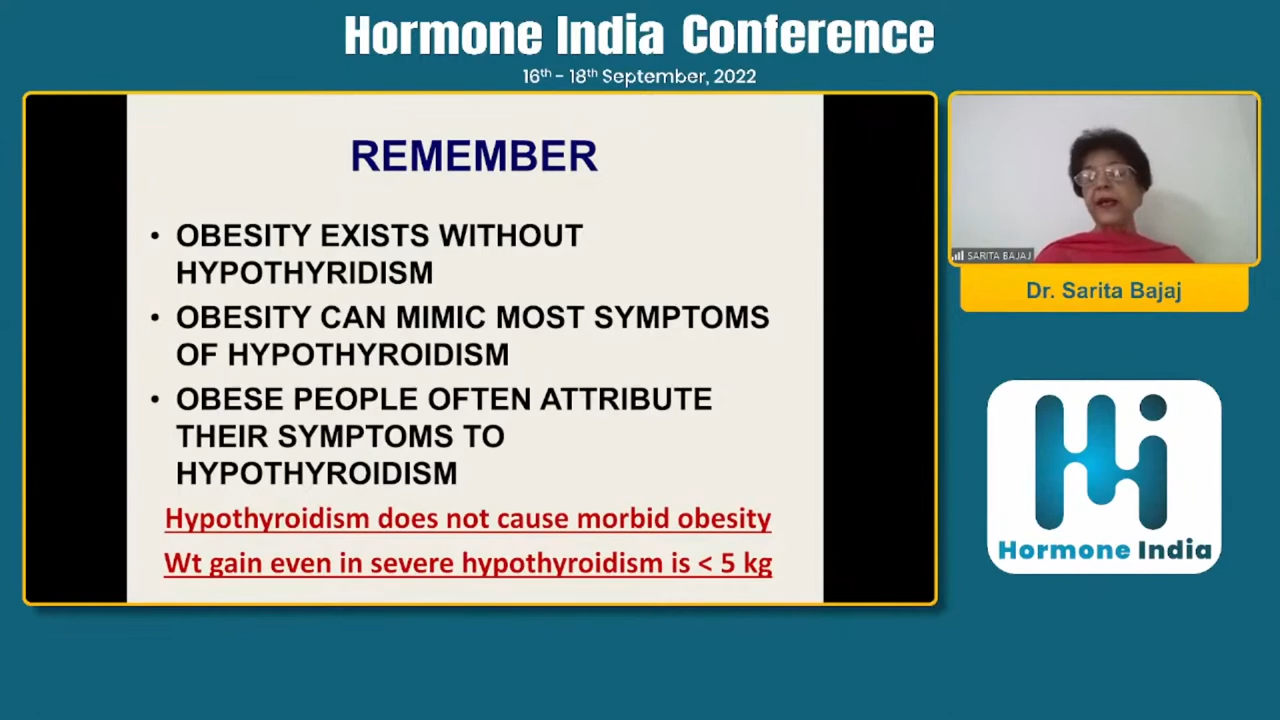 Hormone India Conference
16th - 18th September, 2022
REMEMBER
• OBESITY EXISTS WITHOUT
HYPOTHYRIDISM
• OBESITY CAN MIMIC MOST SYMPTOMS
OF HYPOTHYROIDISM
• OBESE PEOPLE OFTEN ATTRIBUTE
THEIR SYMPTOMS TO
HYPOTHYROIDISM
Hypothyroidism does not cause morbid obesity
Wt gain even in severe hypothyroidism is < 5 kg
SARITA BAJAJ
Dr. Sarita Bajaj
Hi
Hormone India